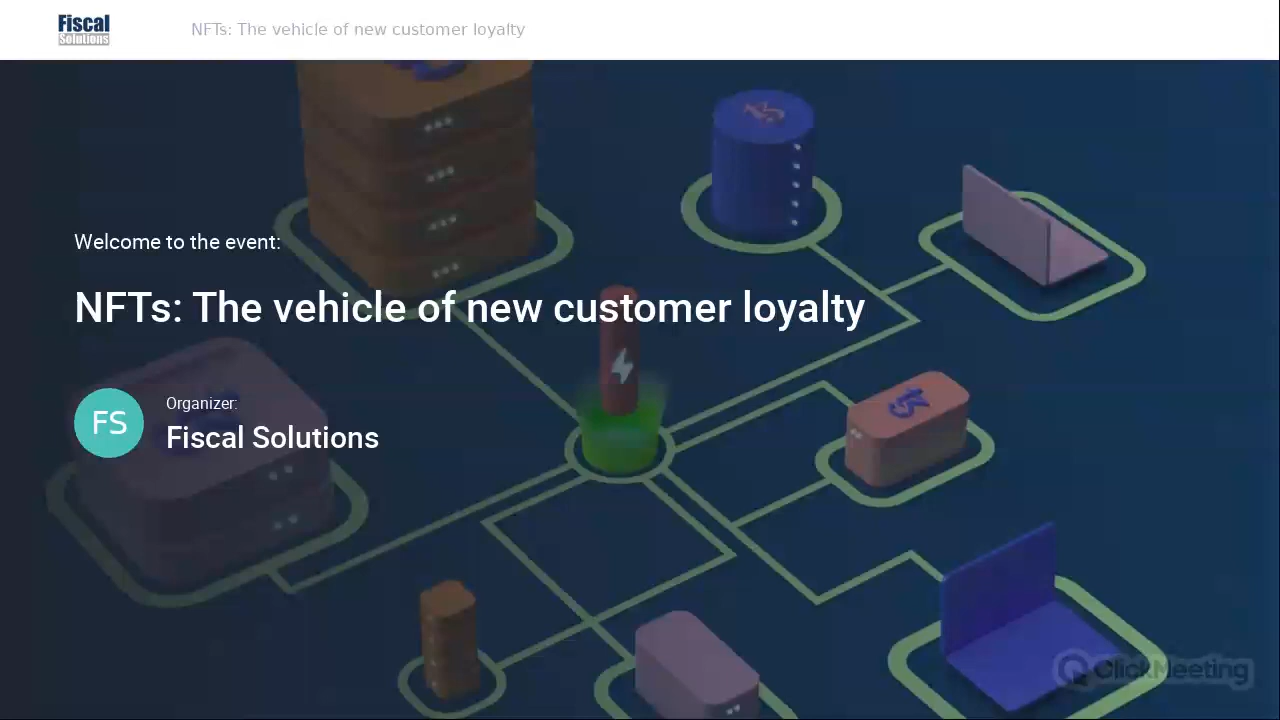 Fiscal
Solutions
NFTs: The vehicle of new customer loyalty
Welcome to the event:
NFTs: The vehicle of new customer loyalty
FS
Organizer:
Fiscal Solutions
ClickMeeting